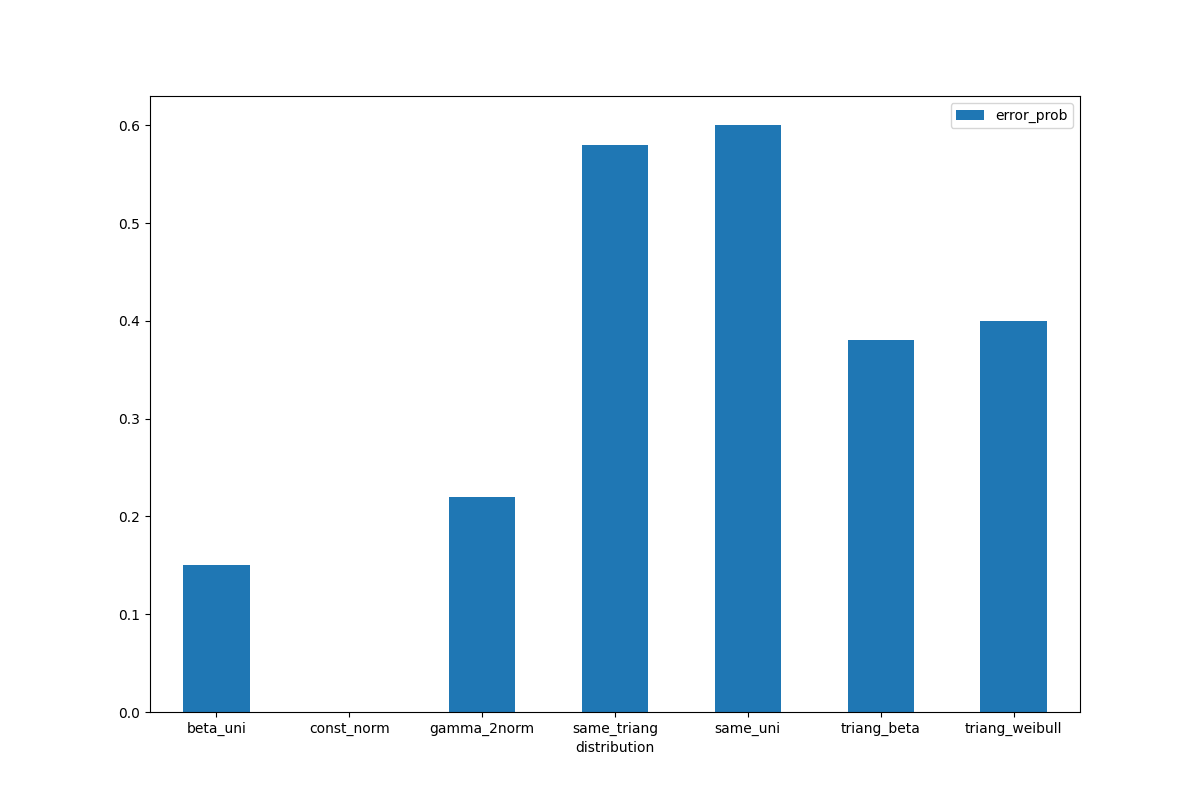 error_prob
0.6
0.5
0.4
0.3
0.2
0.1
0.0
beta_uni const_norm gamma_2norm same_triang same_uni triang_beta triang_weibull
distribution